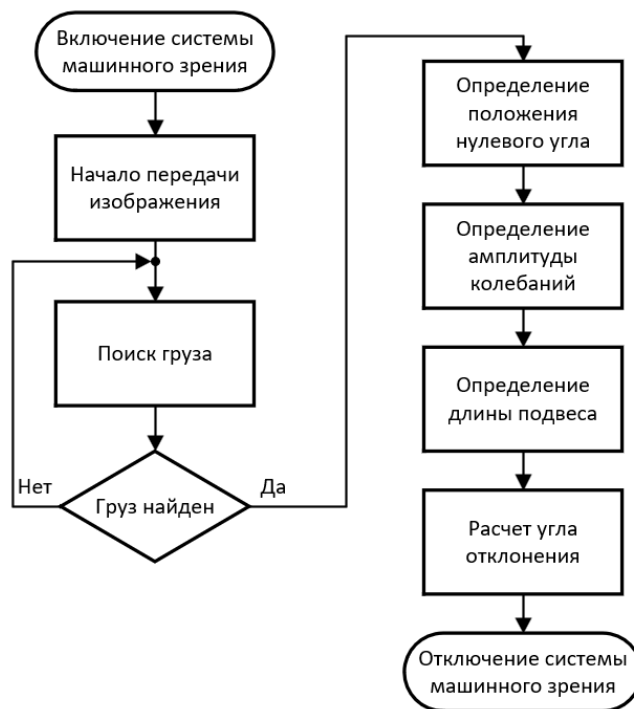 Включение системы
машинного зрения
Начало передачи
изображения
Поиск груза
Груз найден
Нет
Да
Определение
положения
нулевого угла
Определение
амплитуды
колебаний
Определение
длины подвеса
Расчет угла
отклонения
Отключение системы
машинного зрения